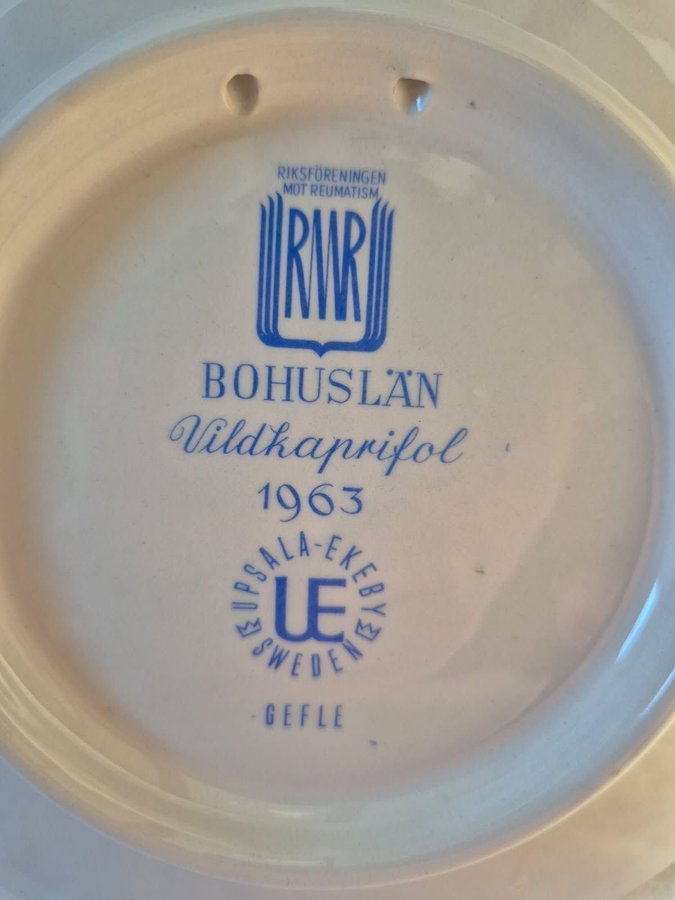 RIKSFÖRENINGEN
MOT REUMATISM
RMR
BOHUSLÄN
Vildkaprifol
1963
UPSALA-EKEBY
UE
SWEDEN
GEFLE